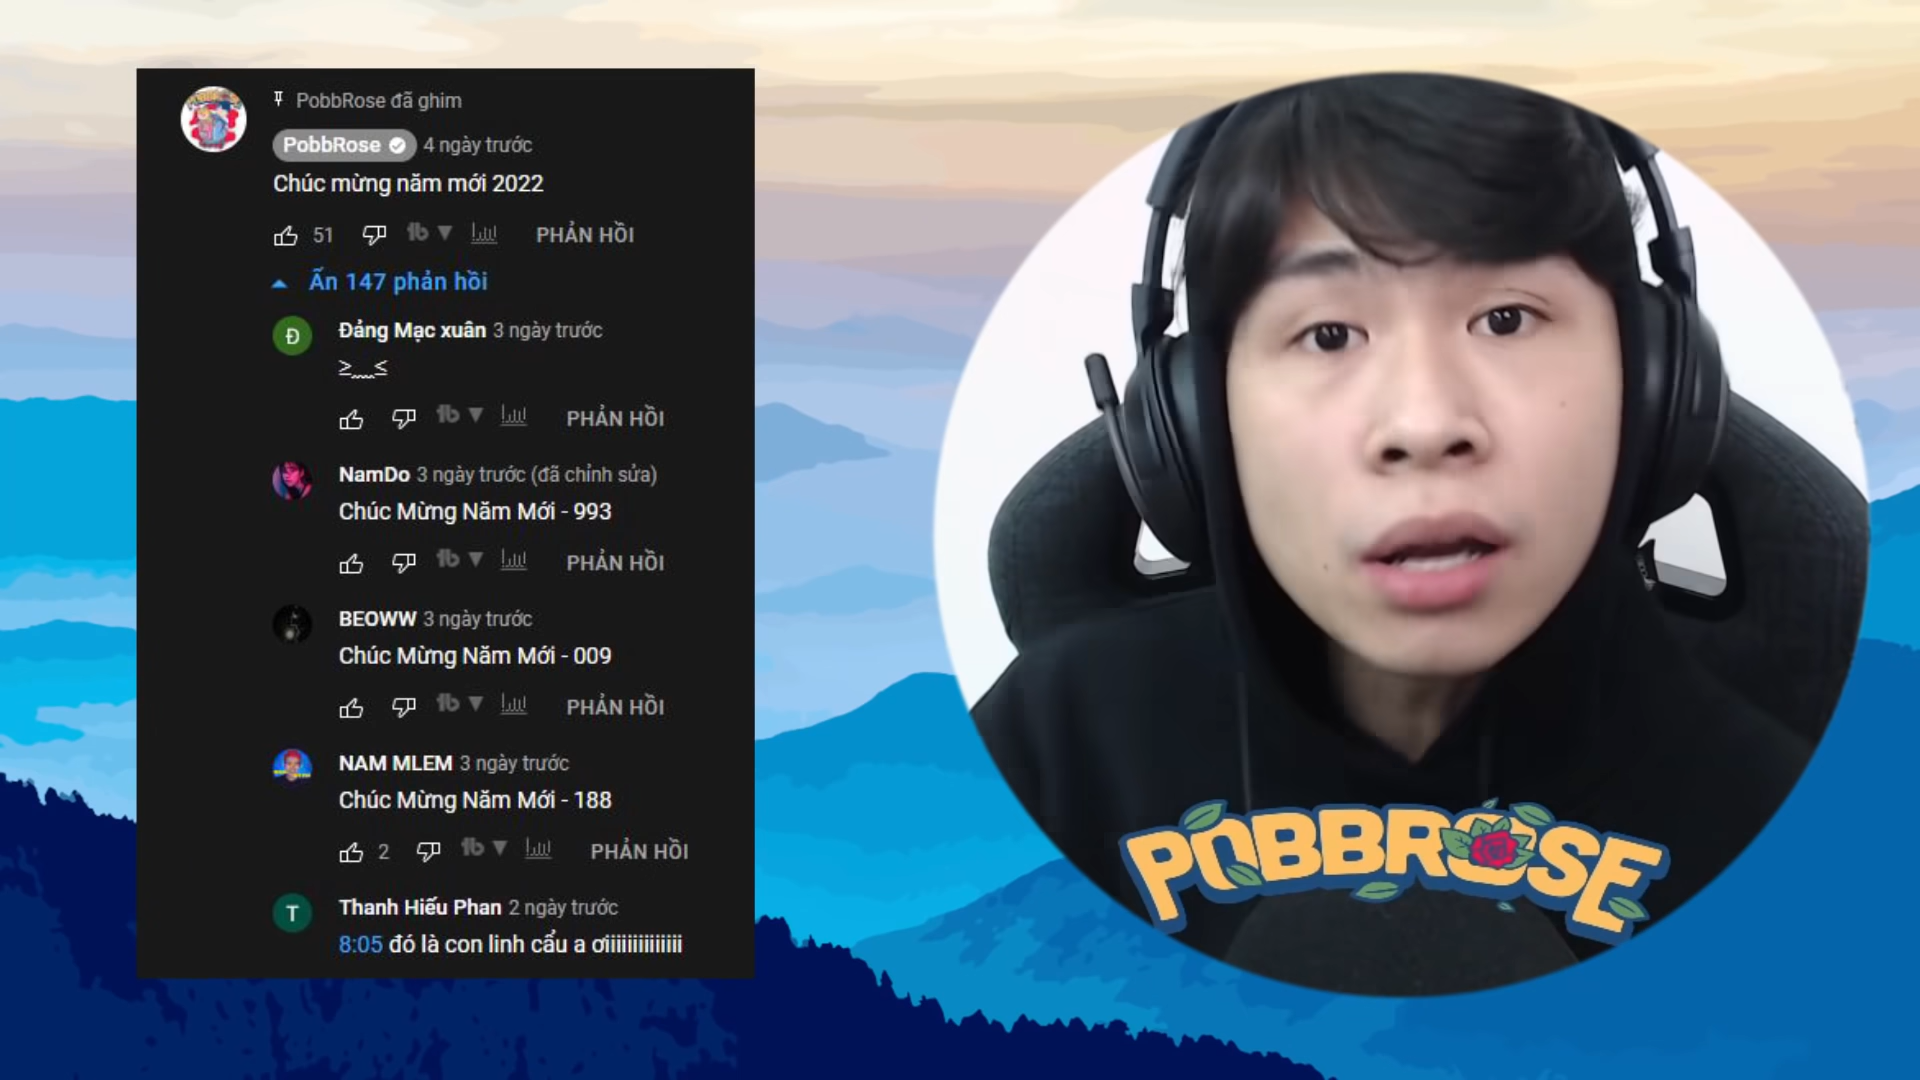 PobbRose đã ghim
PobbRose 4 ngày trước
Chúc mừng năm mới 2022
51 PHẢN HỒI
Ẩn 147 phản hồi
Đ Đảng Mạc xuân 3 ngày trước
≥﹏≤
PHẢN HỒI
NamDo 3 ngày trước (đã chỉnh sửa)
Chúc Mừng Năm Mới - 993
PHẢN HỒI
BEOWW 3 ngày trước
Chúc Mừng Năm Mới - 009
PHẢN HỒI
NAM MLEM 3 ngày trước
Chúc Mừng Năm Mới - 188
2 PHẢN HỒI
T Thanh Hiếu Phan 2 ngày trước
8:05 đó là con linh cẩu a ơiiiiiiiiiiiiii
POBBROSE